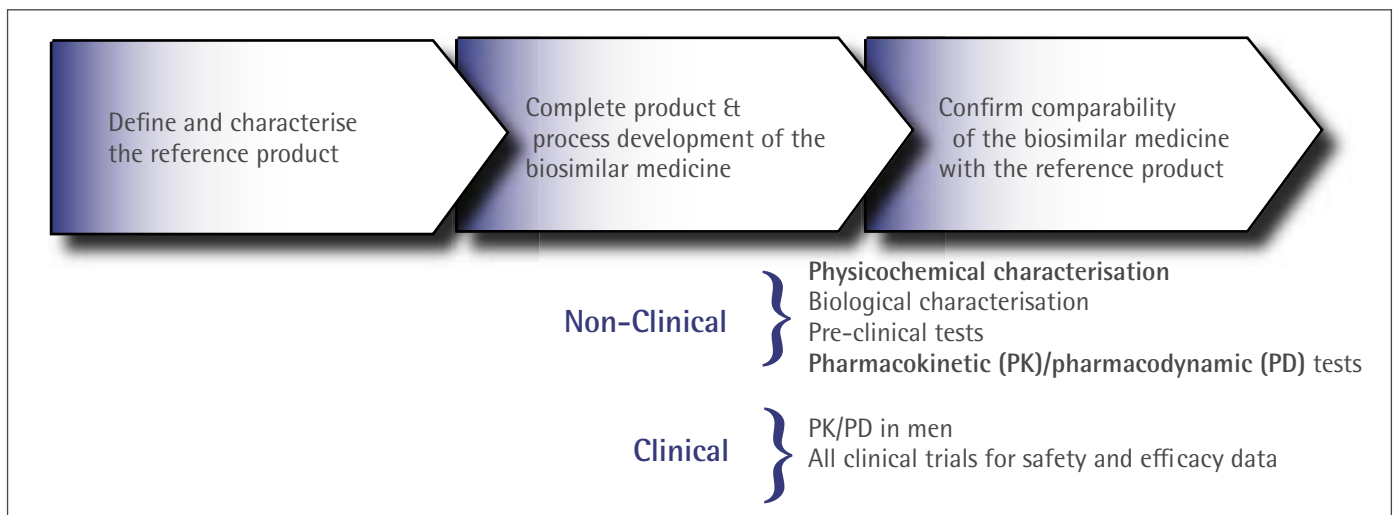 Define and characterise
the reference product
Complete product &
process development of the
biosimilar medicine
Confirm comparability
of the biosimilar medicine
with the reference product
Non-Clinical
Physicochemical characterisation
Biological characterisation
Pre-clinical tests
Pharmacokinetic (PK)/pharmacodynamic (PD) tests
Clinical
PK/PD in men
All clinical trials for safety and efficacy data